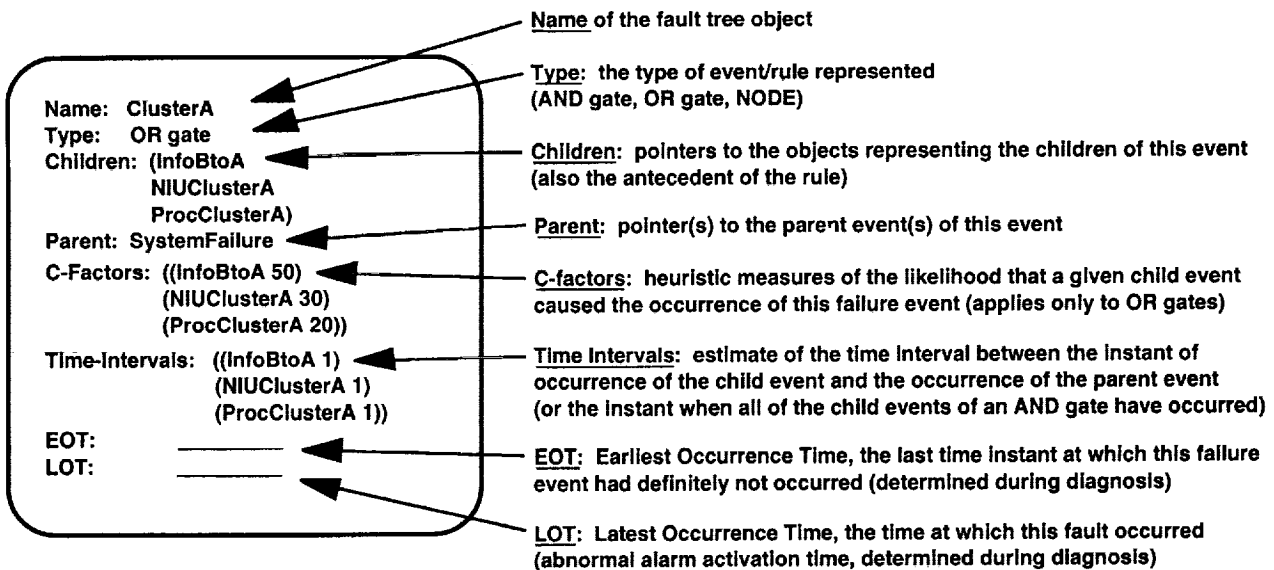 Name of the fault tree object
Type: the type of event/rule represented
(AND gate, OR gate, NODE)
Children: pointers to the objects representing the children of this event
(also the antecedent of the rule)
Parent: pointer(s) to the parent event(s) of this event
C-factors: heuristic measures of the likelihood that a given child event
caused the occurrence of this failure event (applies only to OR gates)
Time Intervals: estimate of the time interval between the instant of
occurrence of the child event and the occurrence of the parent event
(or the instant when all of the child events of an AND gate have occurred)
EOT: Earliest Occurrence Time, the last time instant at which this failure
event had definitely not occurred (determined during diagnosis)
LOT: Latest Occurrence Time, the time at which this fault occurred
(abnormal alarm activation time, determined during diagnosis)
Name: ClusterA
Type: OR gate
Children: (InfoBtoA
NIUClusterA
ProcClusterA)
Parent: SystemFailure
C-Factors: ((InfoBtoA 50)
(NIUClusterA 30)
(ProcClusterA 20))
Time-Intervals: ((InfoBtoA 1)
(NIUClusterA 1)
(ProcClusterA 1))
EOT:
LOT: